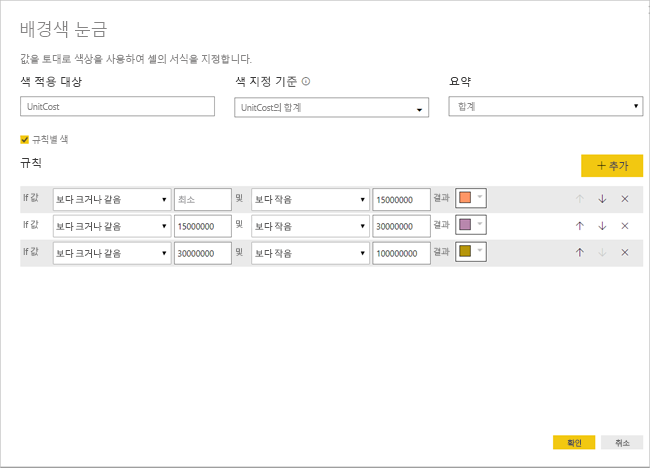 배경색 눈금
값을 토대로 색상을 사용하여 셀의 서식을 지정합니다.
색 적용 대상 색 지정 기준 요약
UnitCost UnitCost의 합계 합계
규칙별 색
규칙 + 추가
If 값 보다 크거나 같음 최소 및 보다 작음 15000000 결과
If 값 보다 크거나 같음 15000000 및 보다 작음 30000000 결과
If 값 보다 크거나 같음 30000000 및 보다 작음 100000000 결과
확인 취소